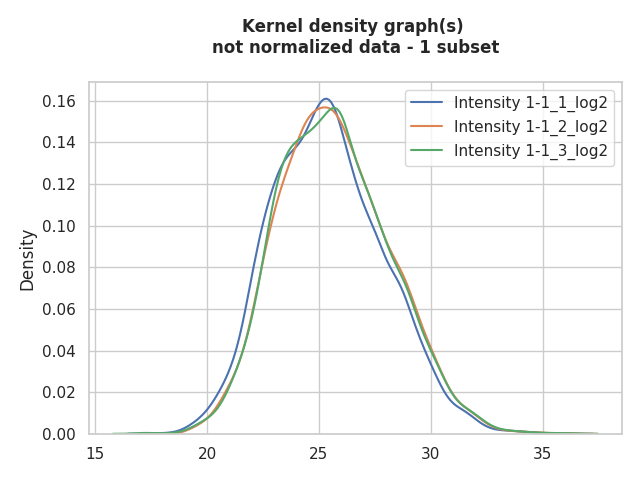 Kernel density graph(s)
not normalized data - 1 subset
Intensity 1-1_1_log2
Intensity 1-1_2_log2
Intensity 1-1_3_log2
Density
0.16
0.14
0.12
0.10
0.08
0.06
0.04
0.02
0.00
15 20 25 30 35